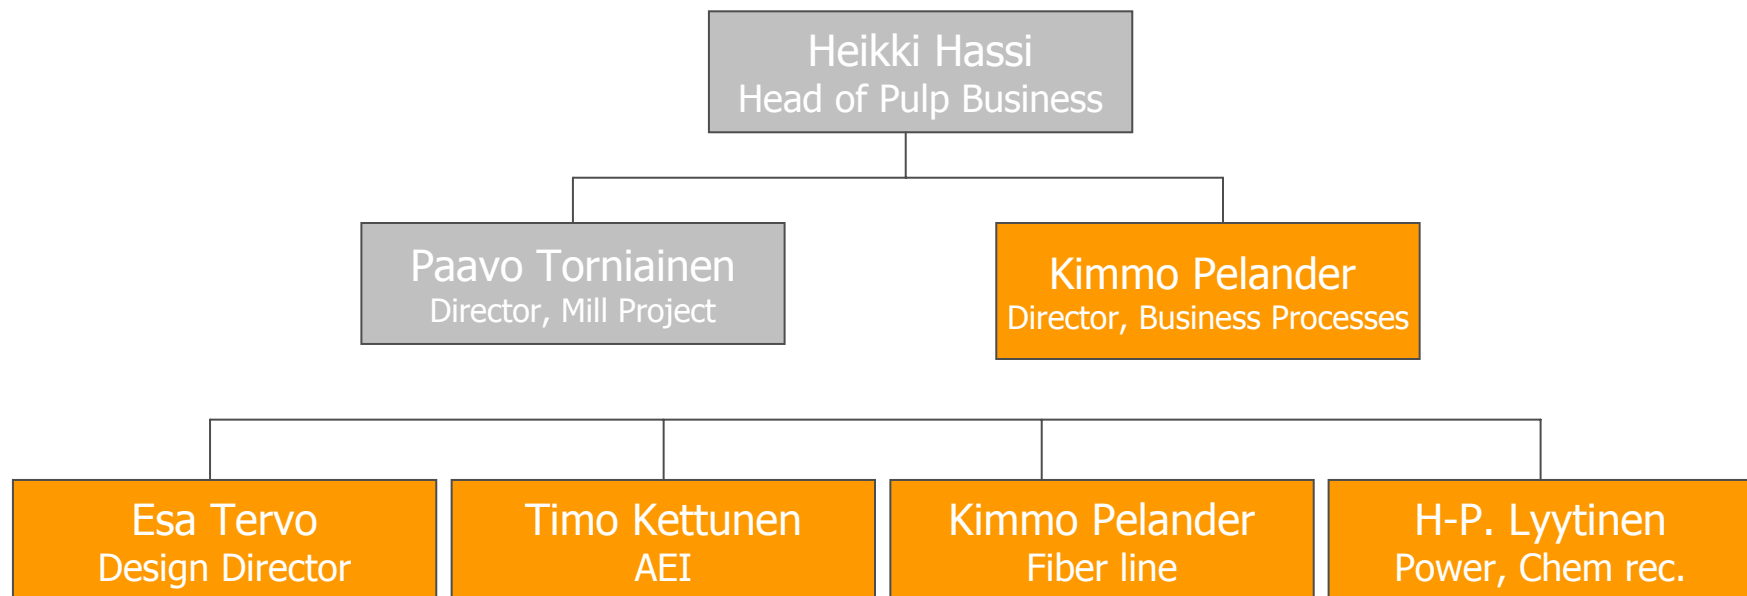 Heikki Hassi
Head of Pulp Business
Paavo Torniainen
Director, Mill Project
Kimmo Pelander
Director, Business Processes
Esa Tervo
Design Director
Timo Kettunen
AEI
Kimmo Pelander
Fiber line
H-P. Lyytinen
Power, Chem rec.